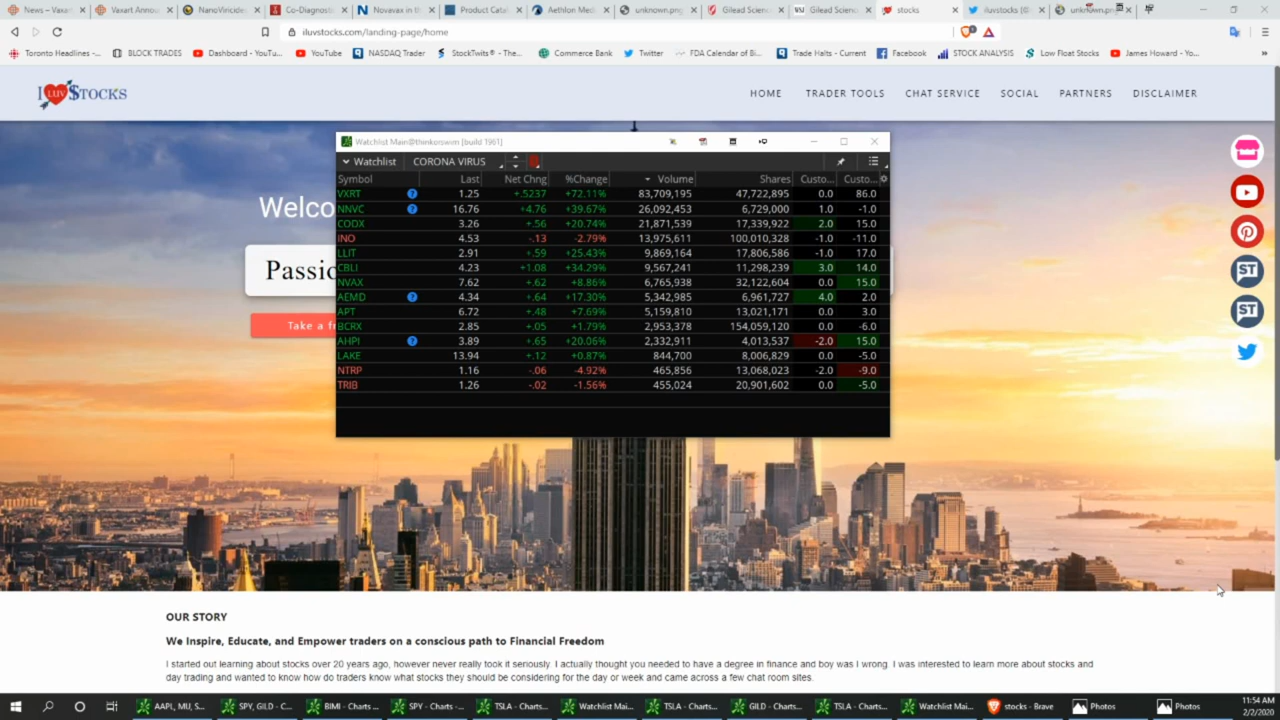 News – Vaxart
Vaxart Annou
NanoViricides
Co-Diagnostic
Novavax in th
Product Catal
Aethlon Medi
unknown.png
Gilead Scienc
Gilead Scienc
stocks
iluvstocks (@
unknown.pn
iluvstocks.com/landing-page/home
Toronto Headlines -...
BLOCK TRADES
Dashboard - YouTu...
YouTube
NASDAQ Trader
StockTwits® - The...
Commerce Bank
Twitter
FDA Calendar of Bi...
Trade Halts - Current
Facebook
STOCK ANALYSIS
Low Float Stocks
James Howard - Yo...
I LUV $TOCKS
HOME TRADER TOOLS CHAT SERVICE SOCIAL PARTNERS DISCLAIMER
Watchlist Main@thinkorswim [build 1961]
Watchlist CORONA VIRUS
Symbol Last Net Chng %Change Volume Shares Custo... Custo...
VXRT 1.25 +.5237 +72.11% 83,709,195 47,722,895 0.0 86.0
NNVC 16.76 +4.76 +39.67% 26,092,453 6,729,000 1.0 -1.0
CODX 3.26 +.56 +20.74% 21,871,539 17,339,922 2.0 15.0
INO 4.53 -.13 -2.79% 13,975,611 100,010,328 -1.0 -11.0
LLIT 2.91 +.59 +25.43% 9,869,164 17,806,586 -1.0 17.0
CBLI 4.23 +1.08 +34.29% 9,567,241 11,298,239 3.0 14.0
NVAX 7.62 +.62 +8.86% 6,765,938 32,122,604 0.0 15.0
AEMD 4.34 +.64 +17.30% 5,342,985 6,961,727 4.0 2.0
APT 6.72 +.48 +7.69% 5,159,810 13,021,171 0.0 3.0
BCRX 2.85 +.05 +1.79% 2,953,378 154,059,120 0.0 -6.0
AHPI 3.89 +.65 +20.06% 2,332,911 4,013,537 -2.0 15.0
LAKE 13.94 +.12 +0.87% 844,700 8,006,829 0.0 -5.0
NTRP 1.16 -.06 -4.92% 465,856 13,068,023 -2.0 -9.0
TRIB 1.26 -.02 -1.56% 455,024 20,901,602 0.0 -5.0
Welco
Passio
Take a f
ST
ST
OUR STORY
We Inspire, Educate, and Empower traders on a conscious path to Financial Freedom
I started out learning about stocks over 20 years ago, however never really took it seriously. I actually thought you needed to have a degree in finance and boy was I wrong. I was interested to learn more about stocks and
day trading and wanted to know how do traders know what stocks they should be considering for the day or week and came across a few chat room sites.
AAPL, MU, S...
SPY, GILD - C...
BIMI - Charts ...
SPY - Charts -...
TSLA - Charts...
Watchlist Mai...
TSLA - Charts...
GILD - Charts...
TSLA - Charts...
Watchlist Mai...
stocks - Brave
Photos
Photos
11:54 AM
2/2/2020